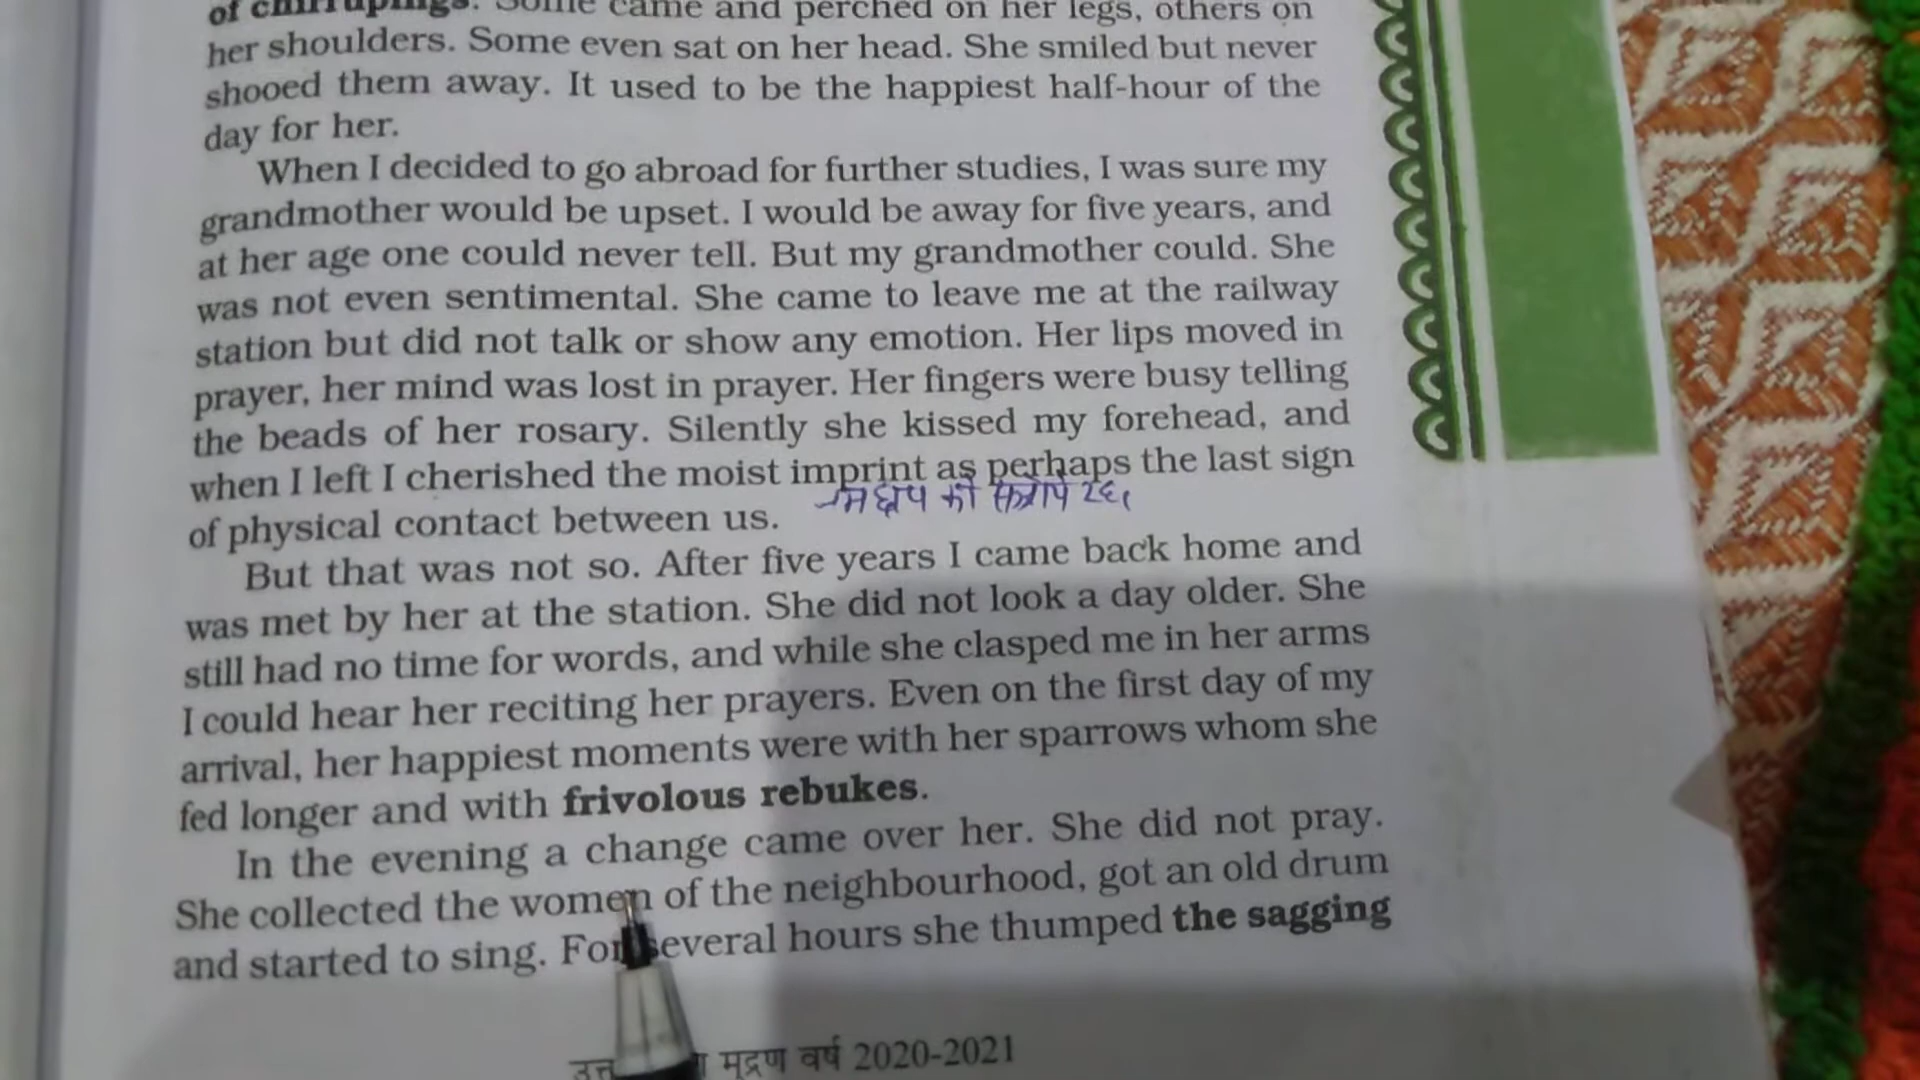 of chirrupings. Some came and perched on her legs, others on
her shoulders. Some even sat on her head. She smiled but never
shooed them away. It used to be the happiest half-hour of the
day for her.
When I decided to go abroad for further studies, I was sure my
grandmother would be upset. I would be away for five years, and
at her age one could never tell. But my grandmother could. She
was not even sentimental. She came to leave me at the railway
station but did not talk or show any emotion. Her lips moved in
prayer, her mind was lost in prayer. Her fingers were busy telling
the beads of her rosary. Silently she kissed my forehead, and
when I left I cherished the moist imprint as perhaps the last sign
of physical contact between us.
But that was not so. After five years I came back home and
was met by her at the station. She did not look a day older. She
still had no time for words, and while she clasped me in her arms
I could hear her reciting her prayers. Even on the first day of my
arrival, her happiest moments were with her sparrows whom she
fed longer and with frivolous rebukes.
In the evening a change came over her. She did not pray.
She collected the women of the neighbourhood, got an old drum
and started to sing. For several hours she thumped the sagging
मुद्रण वर्ष 2020-2021